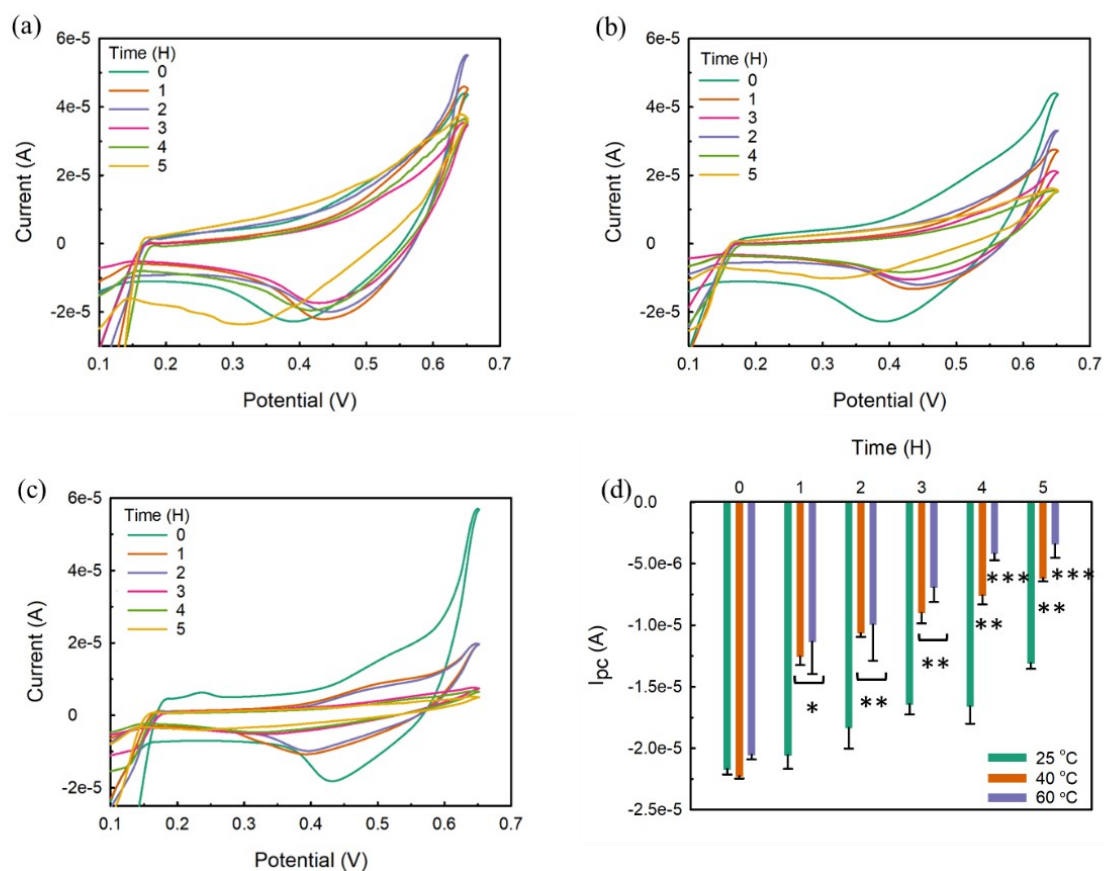 (a)
6e-5
4e-5
2e-5
0
-2e-5
Current (A)
Time (H)
0
1
2
3
4
5
0.1 0.2 0.3 0.4 0.5 0.6 0.7
Potential (V)
(b)
6e-5
4e-5
2e-5
0
-2e-5
Current (A)
Time (H)
0
1
3
2
4
5
0.1 0.2 0.3 0.4 0.5 0.6 0.7
Potential (V)
(c)
6e-5
4e-5
2e-5
0
-2e-5
Current (A)
Time (H)
0
1
2
3
4
5
0.1 0.2 0.3 0.4 0.5 0.6 0.7
Potential (V)
(d)
Time (H)
0 1 2 3 4 5
0.0
-5.0e-6
-1.0e-5
-1.5e-5
-2.0e-5
-2.5e-5
Ipc (A)
* ** ** ** *** ** ***
25 °C
40 °C
60 °C